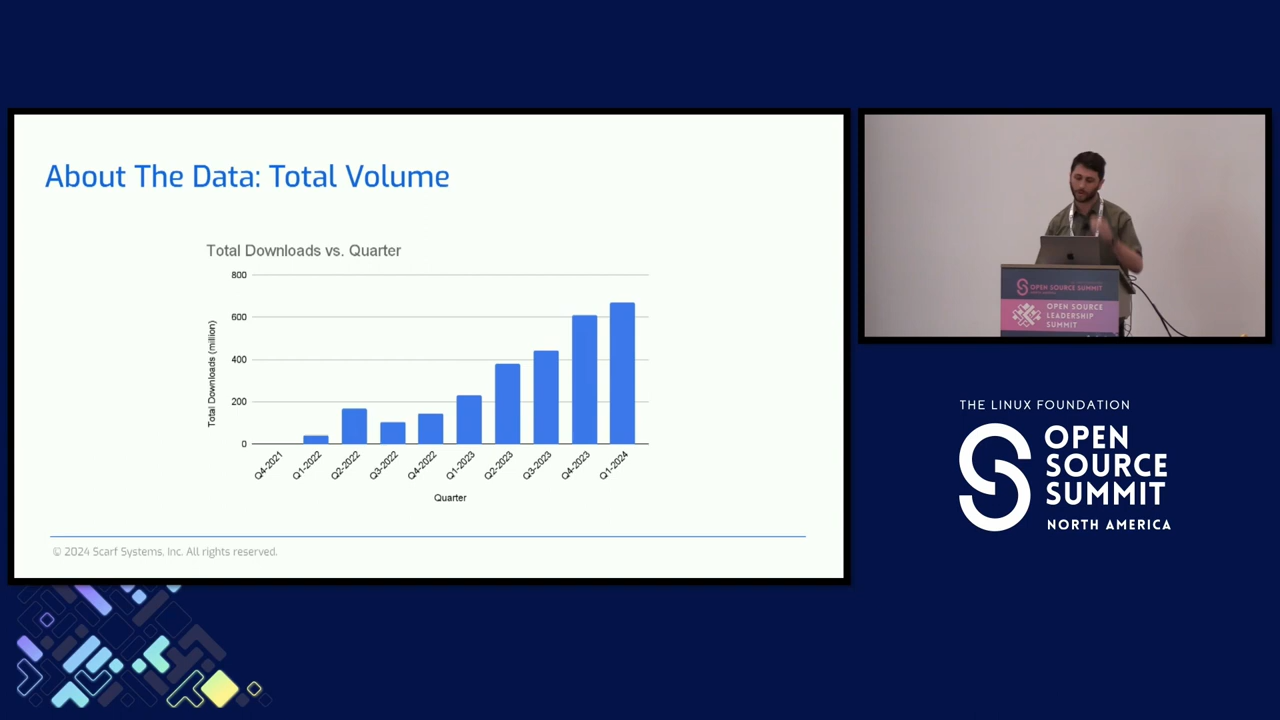 About The Data: Total Volume
Total Downloads vs. Quarter
800
600
400
200
0
Total Downloads (million)
Q4-2021
Q1-2022
Q2-2022
Q3-2022
Q4-2022
Q1-2023
Q2-2023
Q3-2023
Q4-2023
Q1-2024
Quarter
© 2024 Scarf Systems, Inc. All rights reserved.
OPEN SOURCE SUMMIT
OPEN SOURCE
LEADERSHIP
SUMMIT
THE LINUX FOUNDATION
OPEN
SOURCE
SUMMIT
NORTH AMERICA